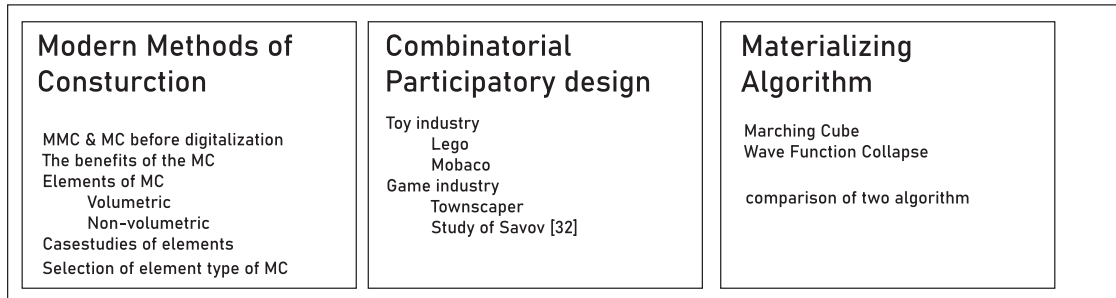 Modern Methods of
Consturction
MMC & MC before digitalization
The benefits of the MC
Elements of MC
Volumetric
Non-volumetric
Casestudies of elements
Selection of element type of MC
Combinatorial
Participatory design
Toy industry
Lego
Mobaco
Game industry
Townscaper
Study of Savov [32]
Materializing
Algorithm
Marching Cube
Wave Function Collapse
comparison of two algorithm